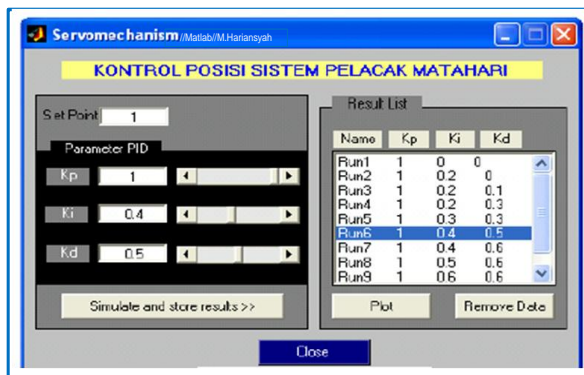 Servomechanism //Matlab//M.Hariansyah
KONTROL POSISI SISTEM PELACAK MATAHARI
Set Point 1
Parameter PID
Kp 1
Ki 0.4
Kd 0.5
Simulate and store results >>
Result List
Name Kp Ki Kd
Run1 1 0 0
Run2 1 0.2 0
Run3 1 0.2 0.1
Run4 1 0.2 0.3
Run5 1 0.3 0.3
Run6 1 0.4 0.5
Run7 1 0.4 0.6
Run8 1 0.5 0.6
Run9 1 0.6 0.6
Plot Remove Data
Close